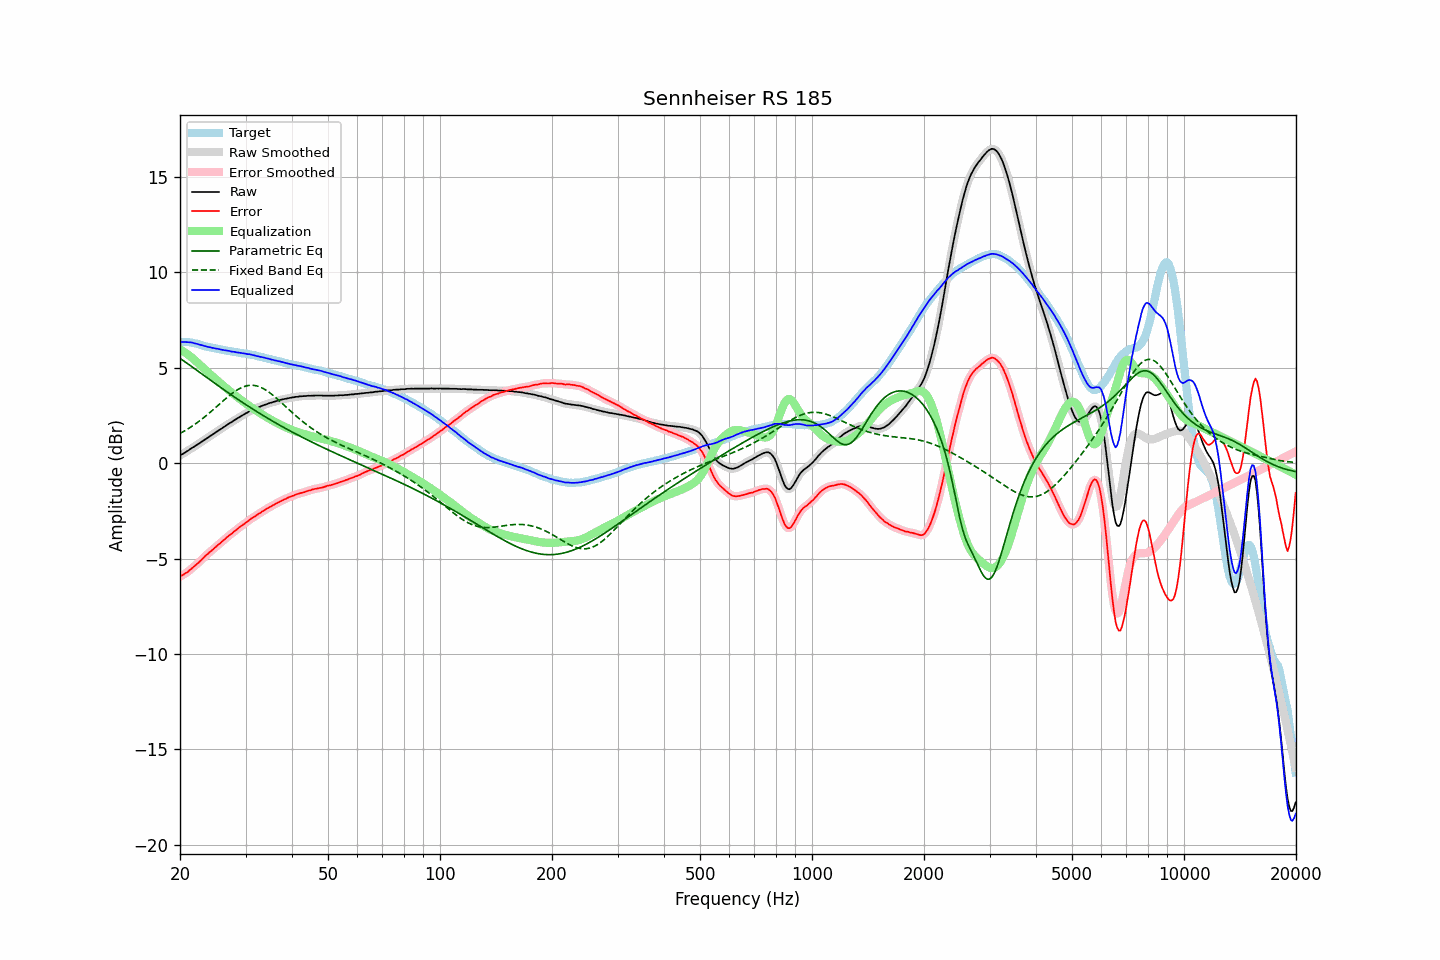 Sennheiser RS 185
Target
Raw Smoothed
Error Smoothed
Raw
Error
Equalization
Parametric Eq
Fixed Band Eq
Equalized
15
10
5
0
−5
−10
−15
−20
Amplitude (dBr)
20 50 100 200 500 1000 2000 5000 10000 20000
Frequency (Hz)